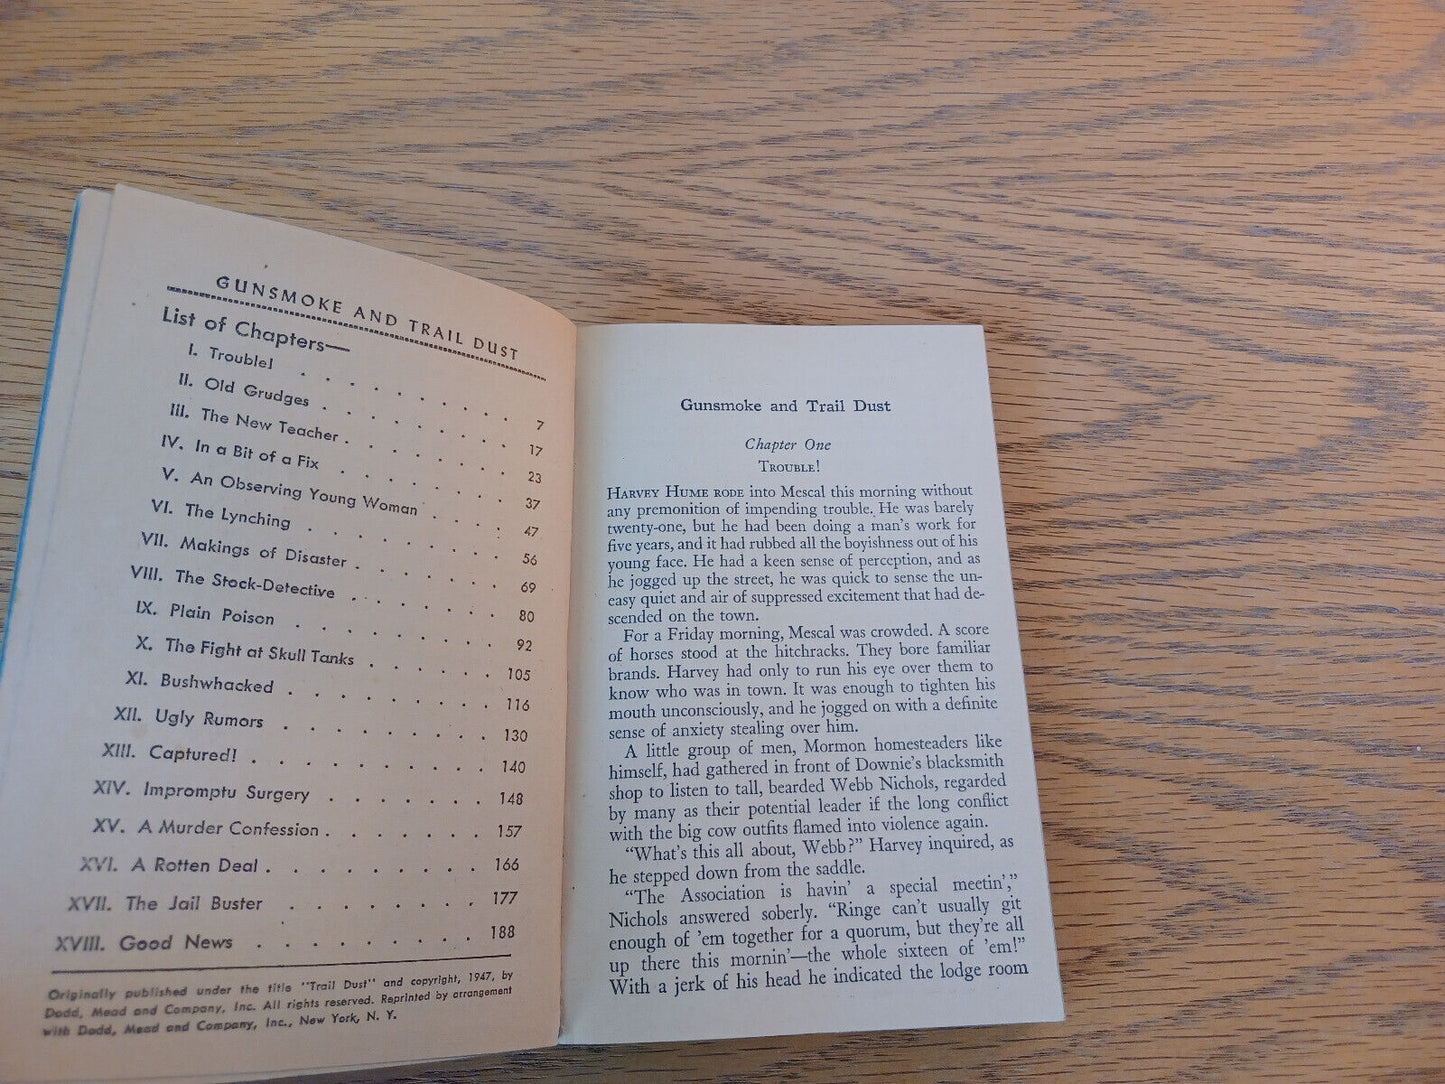 GUNSMOKE AND TRAIL DUST
List of Chapters—
I. Trouble! . . . . . . . . . 7
II. Old Grudges . . . . . . . . 17
III. The New Teacher . . . . . . . 23
IV. In a Bit of a Fix . . . . . . . 37
V. An Observing Young Woman . . . . 47
VI. The Lynching . . . . . . . . 56
VII. Makings of Disaster . . . . . . . 69
VIII. The Stock-Detective . . . . . . . 80
IX. Plain Poison . . . . . . . . . 92
X. The Fight at Skull Tanks . . . . . . 105
XI. Bushwhacked . . . . . . . . . 116
XII. Ugly Rumors . . . . . . . . . 130
XIII. Captured! . . . . . . . . . . 140
XIV. Impromptu Surgery . . . . . . . 148
XV. A Murder Confession . . . . . . . 157
XVI. A Rotten Deal . . . . . . . . . 166
XVII. The Jail Buster . . . . . . . . 177
XVIII. Good News . . . . . . . . . 188
Originally published under the title "Trail Dust" and copyright, 1947, by
Dodd, Mead and Company, Inc. All rights reserved. Reprinted by arrangement
with Dodd, Mead and Company, Inc., New York, N. Y.
Gunsmoke and Trail Dust
Chapter One
TROUBLE!
HARVEY HUME RODE into Mescal this morning without
any premonition of impending trouble. He was barely
twenty-one, but he had been doing a man's work for
five years, and it had rubbed all the boyishness out of his
young face. He had a keen sense of perception, and as
he jogged up the street, he was quick to sense the un-
easy quiet and air of suppressed excitement that had de-
scended on the town.
For a Friday morning, Mescal was crowded. A score
of horses stood at the hitchracks. They bore familiar
brands. Harvey had only to run his eye over them to
know who was in town. It was enough to tighten his
mouth unconsciously, and he jogged on with a definite
sense of anxiety stealing over him.
A little group of men, Mormon homesteaders like
himself, had gathered in front of Downie's blacksmith
shop to listen to tall, bearded Webb Nichols, regarded
by many as their potential leader if the long conflict
with the big cow outfits flamed into violence again.
"What's this all about, Webb?" Harvey inquired, as
he stepped down from the saddle.
"The Association is havin' a special meetin',"
Nichols answered soberly. "Ringe can't usually git
enough of 'em together for a quorum, but they're all
up there this mornin'—the whole sixteen of 'em!"
With a jerk of his head he indicated the lodge room